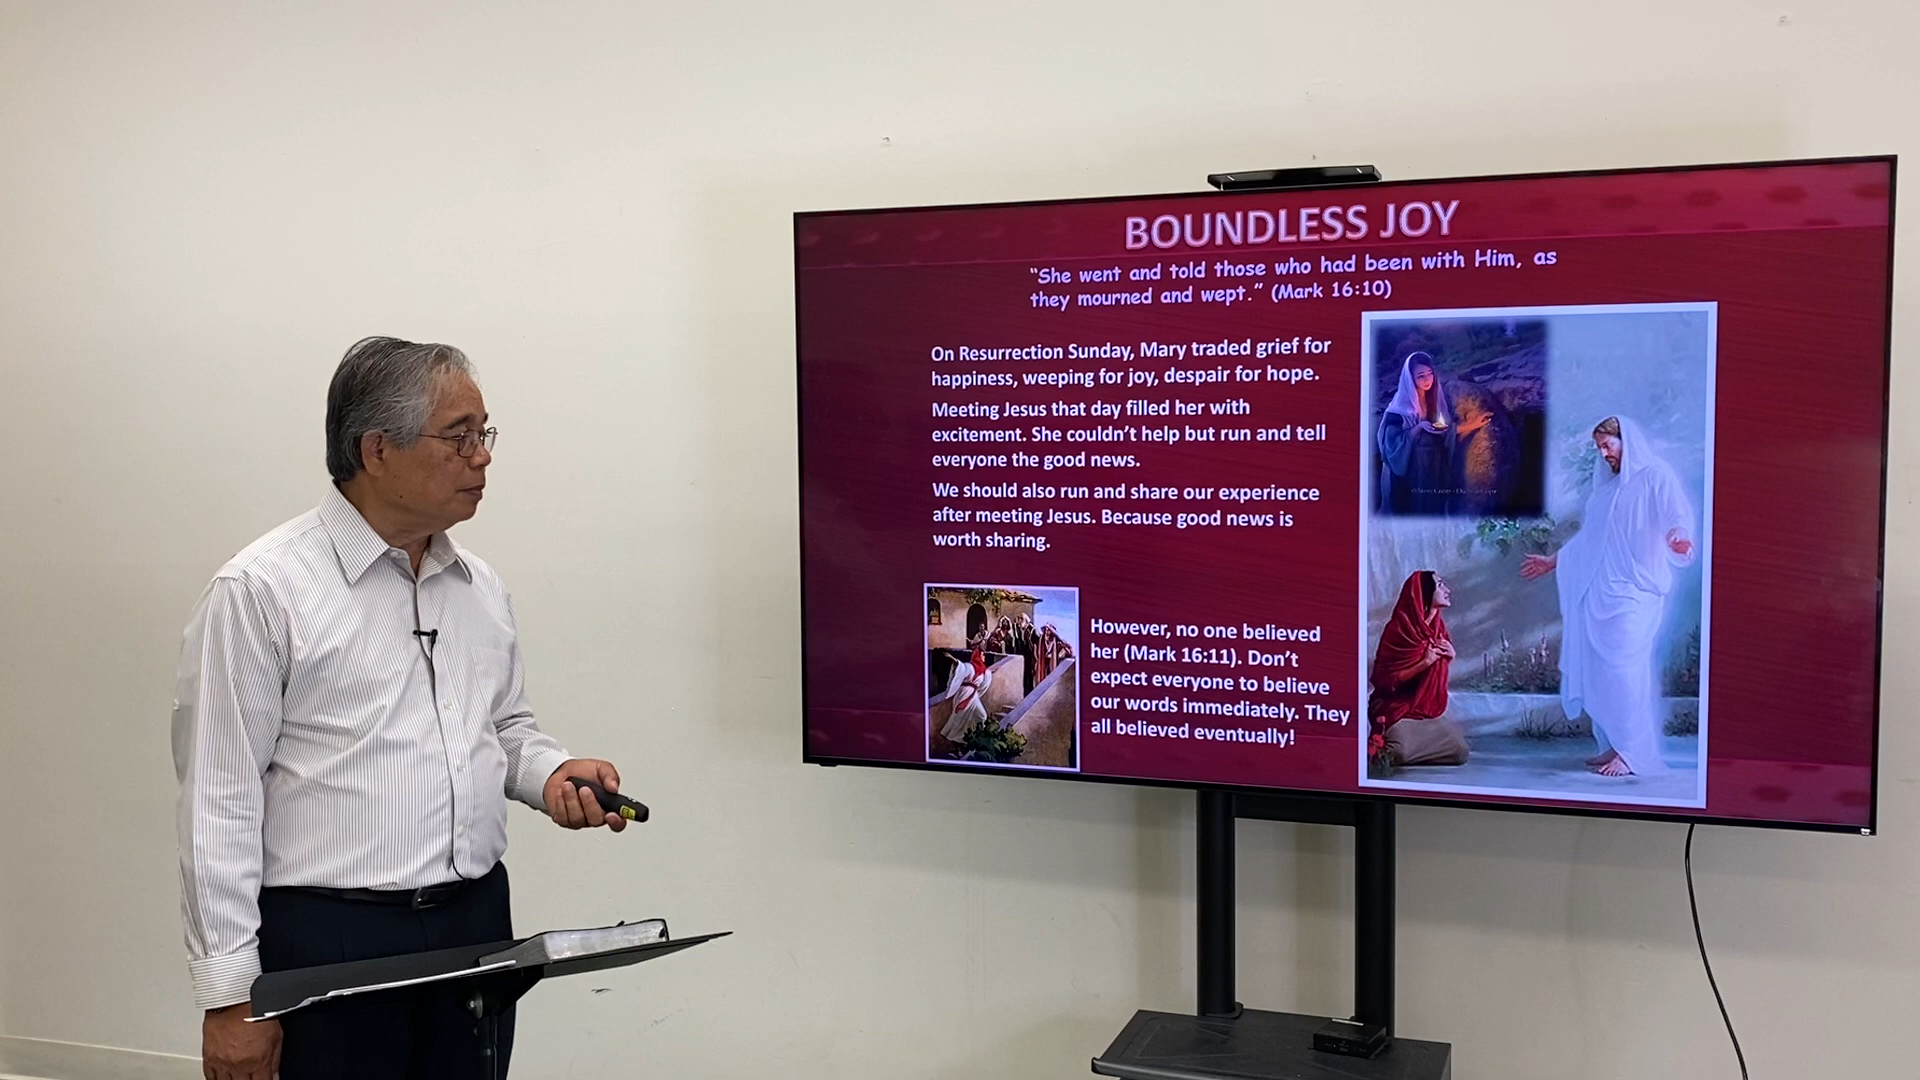 BOUNDLESS JOY
“She went and told those who had been with Him, as
they mourned and wept.” (Mark 16:10)
On Resurrection Sunday, Mary traded grief for
happiness, weeping for joy, despair for hope.
Meeting Jesus that day filled her with
excitement. She couldn’t help but run and tell
everyone the good news.
We should also run and share our experience
after meeting Jesus. Because good news is
worth sharing.
However, no one believed
her (Mark 16:11). Don’t
expect everyone to believe
our words immediately. They
all believed eventually!